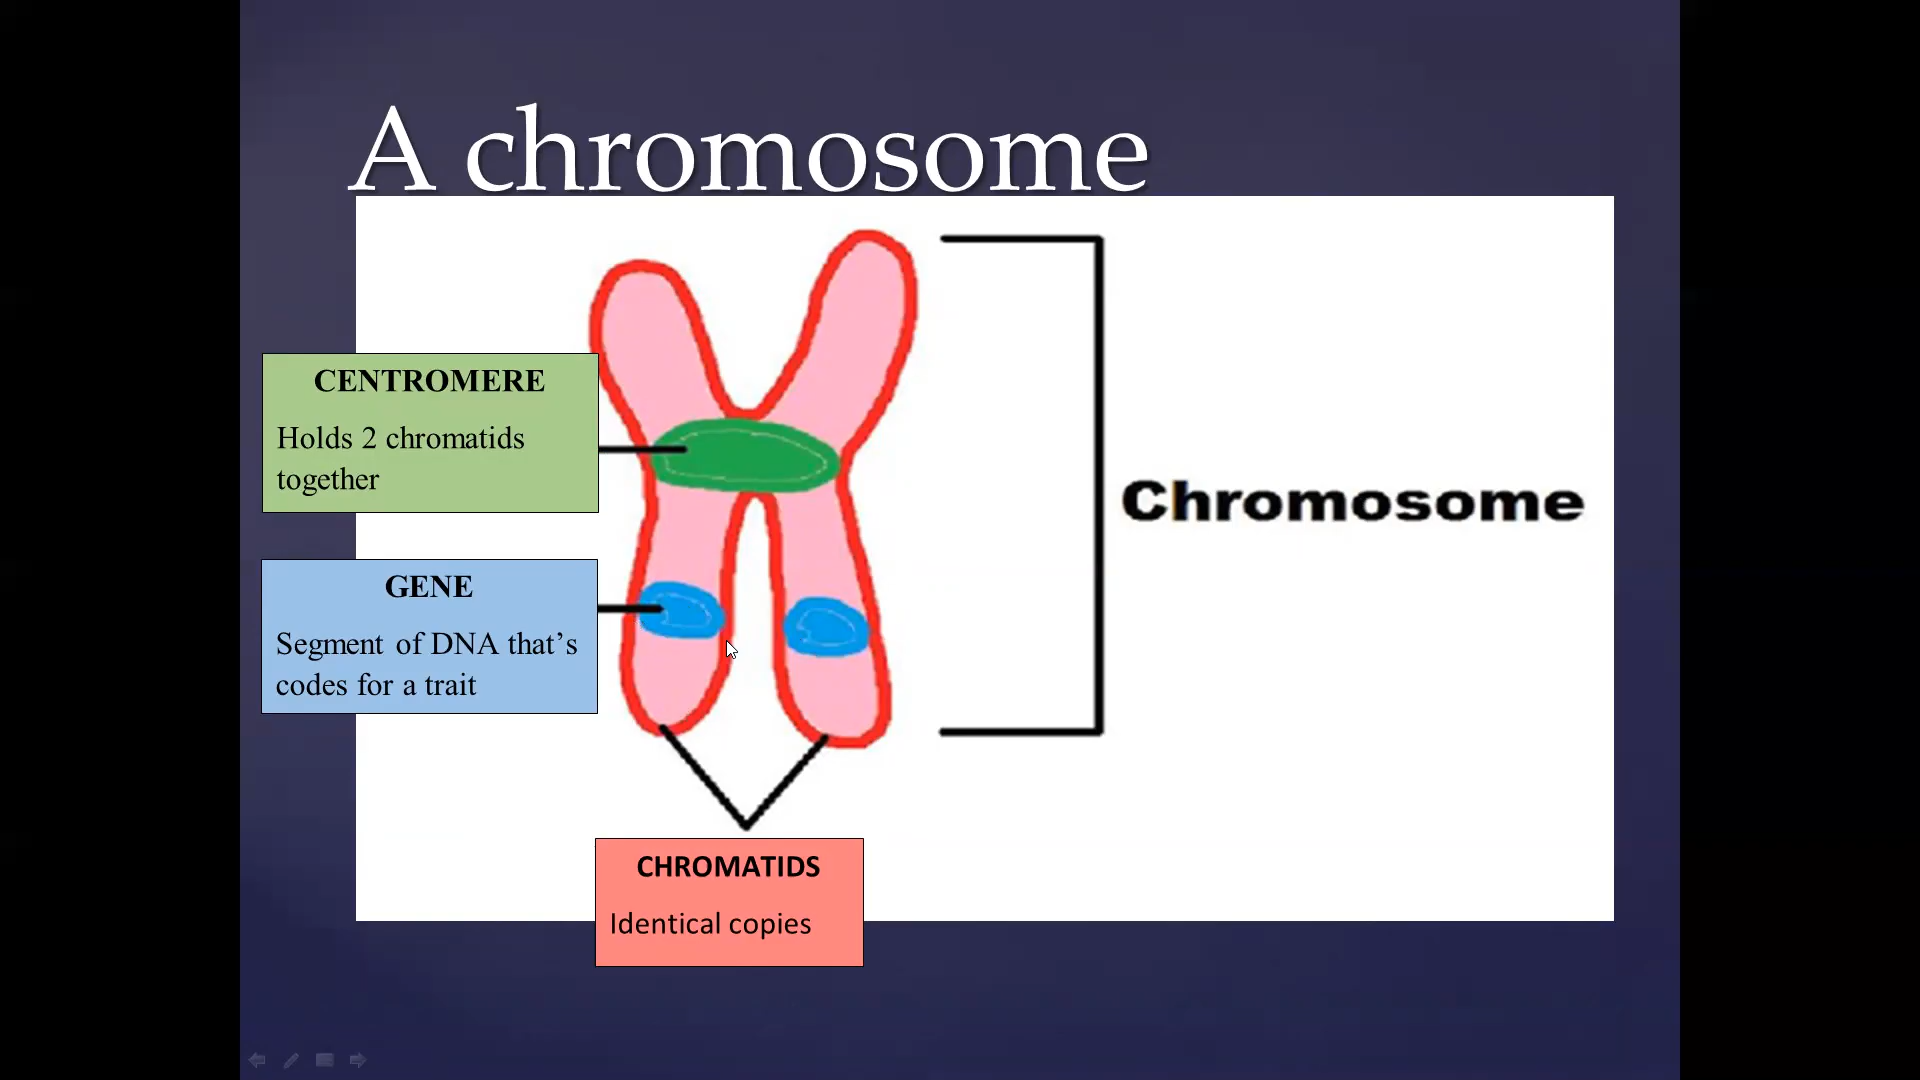 A chromosome
CENTROMERE
Holds 2 chromatids
together
Chromosome
GENE
Segment of DNA that’s
codes for a trait
CHROMATIDS
Identical copies